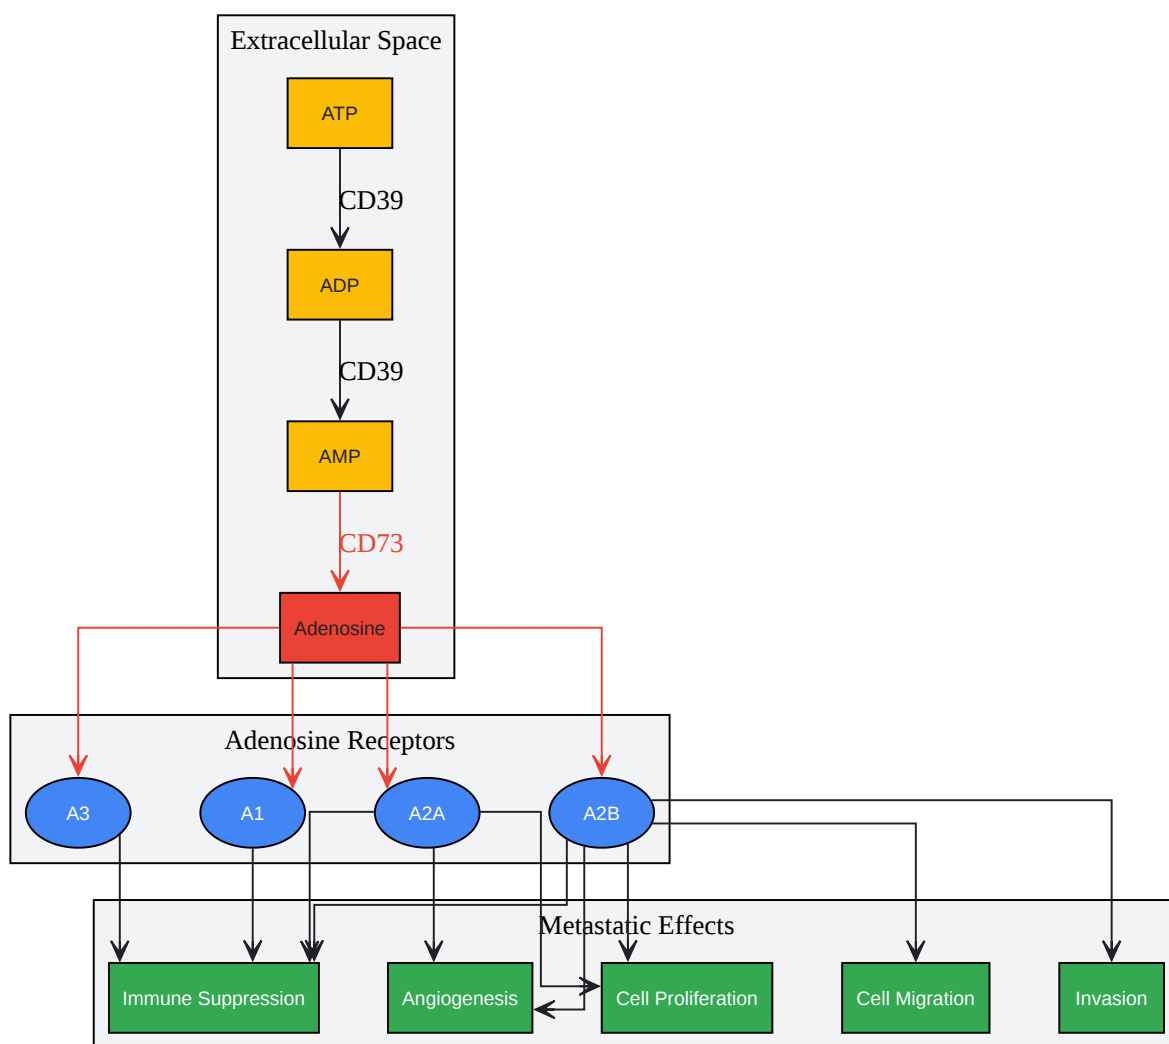 Extracellular Space
ATP
CD39
ADP
CD39
AMP
CD73
Adenosine
Adenosine Receptors
A3
A1
A2A
A2B
Metastatic Effects
Immune Suppression
Angiogenesis
Cell Proliferation
Cell Migration
Invasion